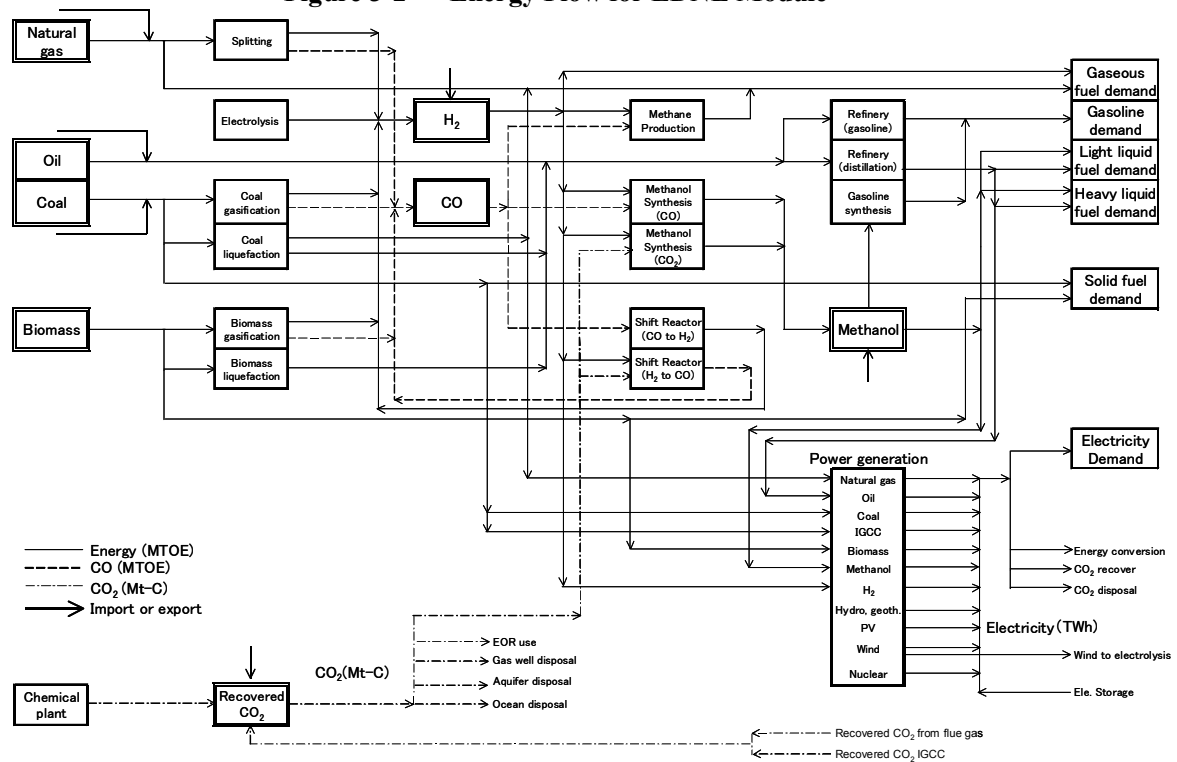 Figure 3-2 Energy Flow for EDNE Module
Natural
gas
Splitting
Gaseous
fuel demand
Electrolysis
H2
Methane
Production
Refinery
(gasoline)
Gasoline
demand
Oil
Refinery
(distillation)
Light liquid
fuel demand
Coal
Coal
gasification
CO
Methanol
Synthesis
(CO)
Gasoline
synthesis
Heavy liquid
fuel demand
Coal
liquefaction
Methanol
Synthesis
(CO2)
Solid fuel
demand
Biomass
Biomass
gasification
Shift Reactor
(CO to H2)
Methanol
Biomass
liquefaction
Shift Reactor
(H2 to CO)
Electricity
Demand
Power generation
Natural gas
Oil
Coal
IGCC
Biomass
Methanol
H2
Hydro, geoth.
PV
Wind
Nuclear
Energy conversion
CO2 recover
CO2 disposal
Electricity (TWh)
Wind to electrolysis
Ele. Storage
Energy (MTOE)
CO (MTOE)
CO2 (Mt-C)
Import or export
EOR use
CO2(Mt-C)
Gas well disposal
Aquifer disposal
Ocean disposal
Chemical
plant
Recovered
CO2
Recovered CO2 from flue gas
Recovered CO2 IGCC